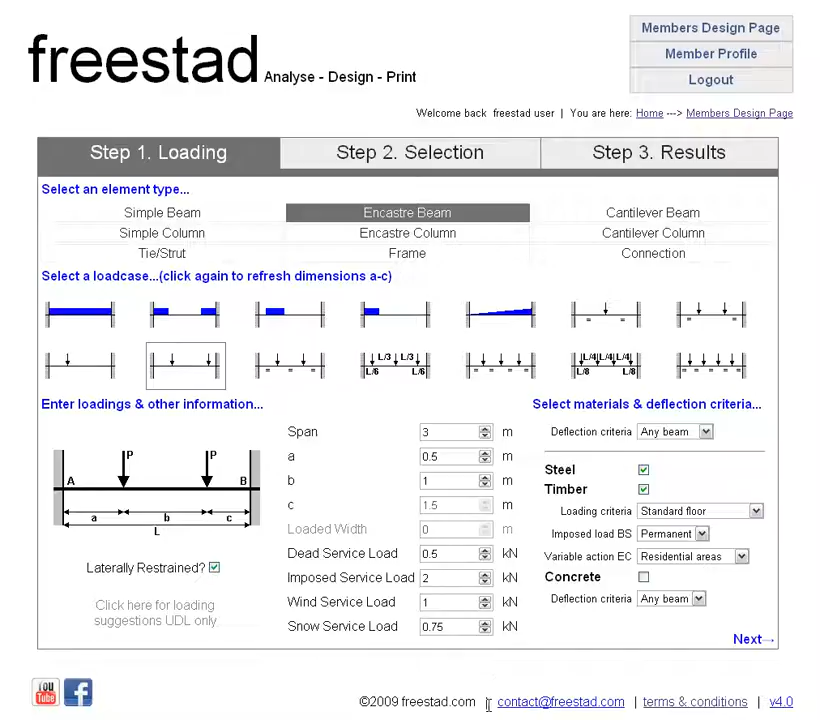 Members Design Page
Member Profile
Logout
freestad Analyse - Design - Print
Welcome back freestad user | You are here: Home ---> Members Design Page
Step 1. Loading Step 2. Selection Step 3. Results
Select an element type...
Simple Beam Encastre Beam Cantilever Beam
Simple Column Encastre Column Cantilever Column
Tie/Strut Frame Connection
Select a loadcase...(click again to refresh dimensions a-c)
= =
= =
= =
L/3 L/3
L/6 L/6
= = =
L/4 L/4 L/4
L/8 L/8
= = = =
Enter loadings & other information...
P P
A B
a b c
L
Laterally Restrained?
Click here for loading
suggestions UDL only
Span 3 m
a 0.5 m
b 1 m
c 1.5 m
Loaded Width 0 m
Dead Service Load 0.5 kN
Imposed Service Load 2 kN
Wind Service Load 1 kN
Snow Service Load 0.75 kN
Select materials & deflection criteria...
Deflection criteria Any beam
Steel
Timber
Loading criteria Standard floor
Imposed load BS Permanent
Variable action EC Residential areas
Concrete
Deflection criteria Any beam
Next→
You
Tube f
©2009 freestad.com | contact@freestad.com | terms & conditions | v4.0